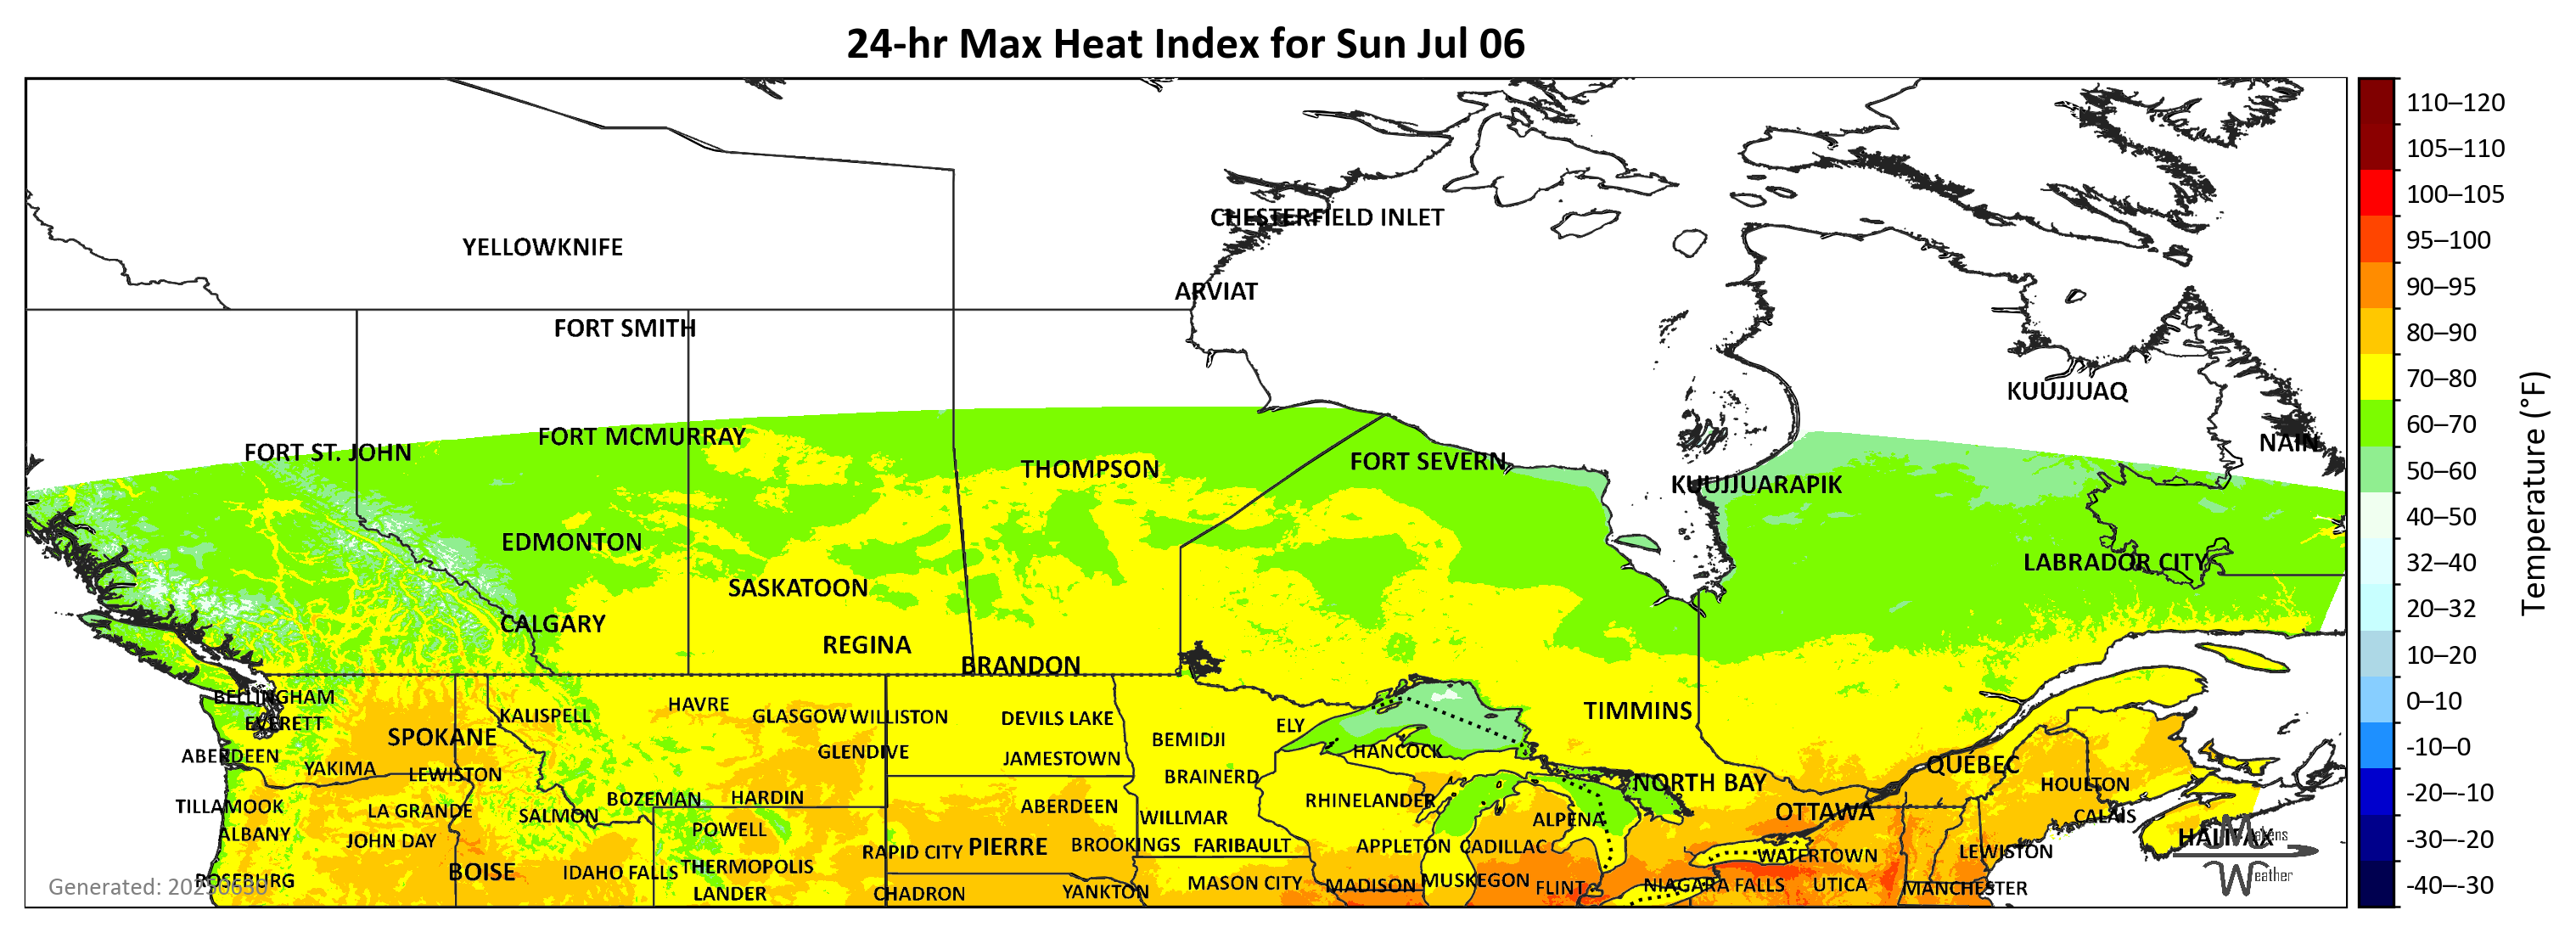 24-hr Max Heat Index for Sun Jul 06
110–120
105–110
CHESTERFIELD INLET
100–105
YELLOWKNIFE
95–100
ARVIAT
90–95
FORT SMITH
80–90
KUUJJUAQ
70–80
FORT MCMURRAY
60–70
FORT ST. JOHN
NAIN
THOMPSON
FORT SEVERN
50–60
KUUJJUARAPIK
40–50
EDMONTON
LABRADOR CITY
32–40
SASKATOON
20–32
CALGARY
REGINA
10–20
BRANDON
Temperature (°F)
BELLINGHAM
HAVRE
0–10
KALISPELL
GLASGOW
WILLISTON
DEVILS LAKE
TIMMINS
EVERETT
ELY
SPOKANE
BEMIDJI
-10–0
ABERDEEN
GLENDIVE
JAMESTOWN
HANCOCK
QUÉBEC
YAKIMA
LEWISTON
BRAINERD
NORTH BAY
HOULTON
-20–-10
TILLAMOOK
LA GRANDE
BOZEMAN
HARDIN
ABERDEEN
RHINELANDER
OTTAWA
SALMON
WILLMAR
ALPENA
CALAIS
ALBANY
JOHN DAY
POWELL
HALIFAX
Makens
Weather
-30–-20
RAPID CITY
PIERRE
BROOKINGS
FARIBAULT
APPLETON
CADILLAC
WATERTOWN
LEWISTON
BOISE
IDAHO FALLS
THERMOPOLIS
ROSEBURG
MASON CITY
MADISON
MUSKEGON
FLINT
NIAGARA FALLS
UTICA
MANCHESTER
-40–-30
LANDER
CHADRON
YANKTON
Generated: 20250630